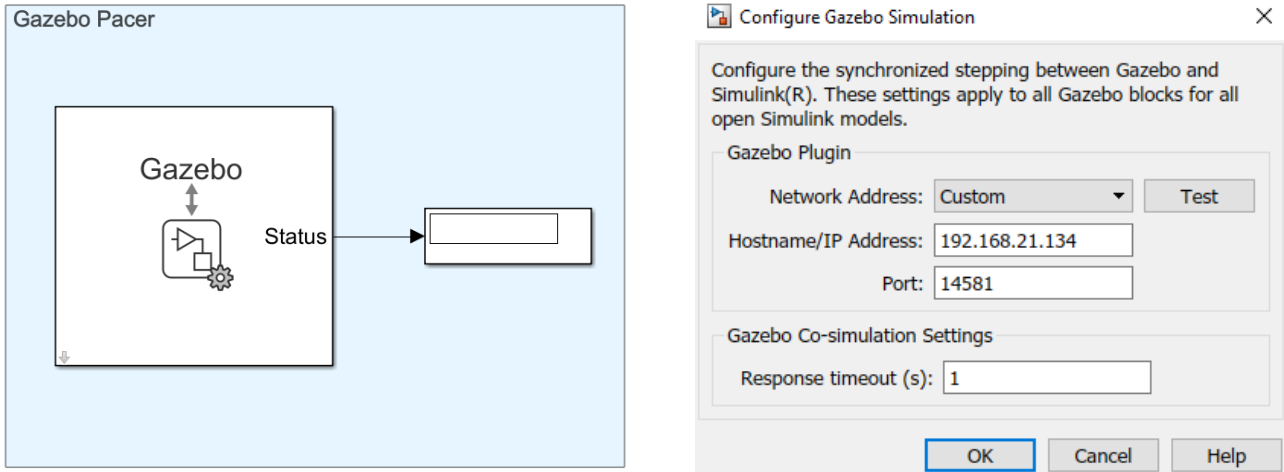 Gazebo Pacer
Gazebo
Status
Configure Gazebo Simulation
Configure the synchronized stepping between Gazebo and
Simulink(R). These settings apply to all Gazebo blocks for all
open Simulink models.
Gazebo Plugin
Network Address: Custom Test
Hostname/IP Address: 192.168.21.134
Port: 14581
Gazebo Co-simulation Settings
Response timeout (s): 1
OK Cancel Help